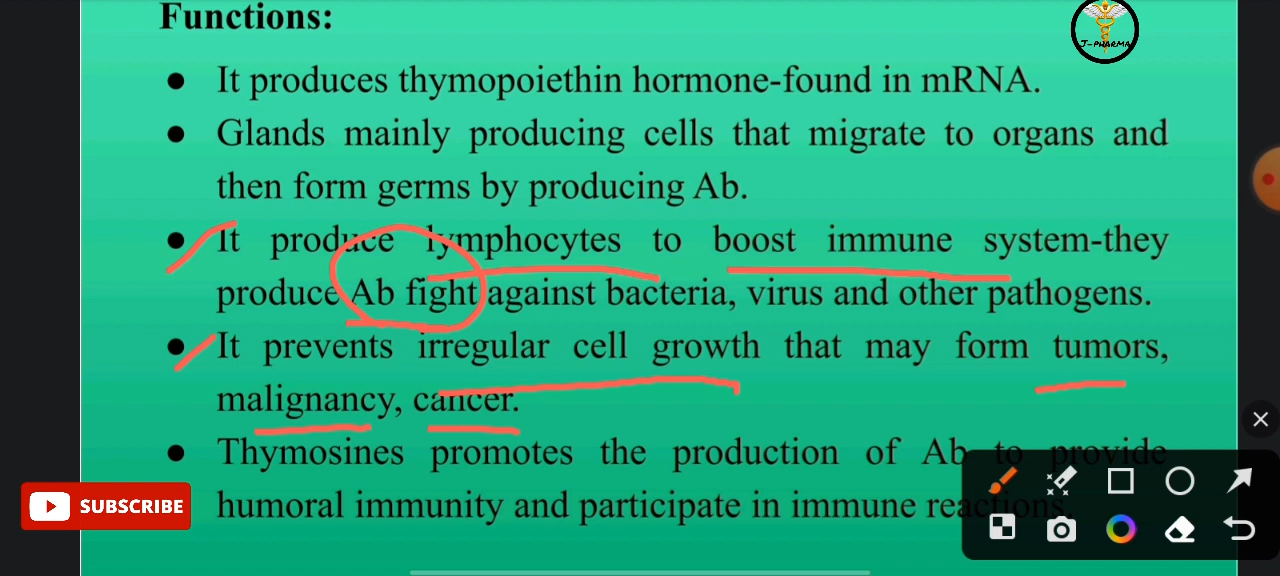 Functions:
J-PHARMA
● It produces thymopoiethin hormone-found in mRNA.
● Glands mainly producing cells that migrate to organs and
then form germs by producing Ab.
● It produce lymphocytes to boost immune system-they
produce Ab fight against bacteria, virus and other pathogens.
● It prevents irregular cell growth that may form tumors,
malignancy, cancer.
● Thymosines promotes the production of Ab to provide
humoral immunity and participate in immune reactions.
SUBSCRIBE